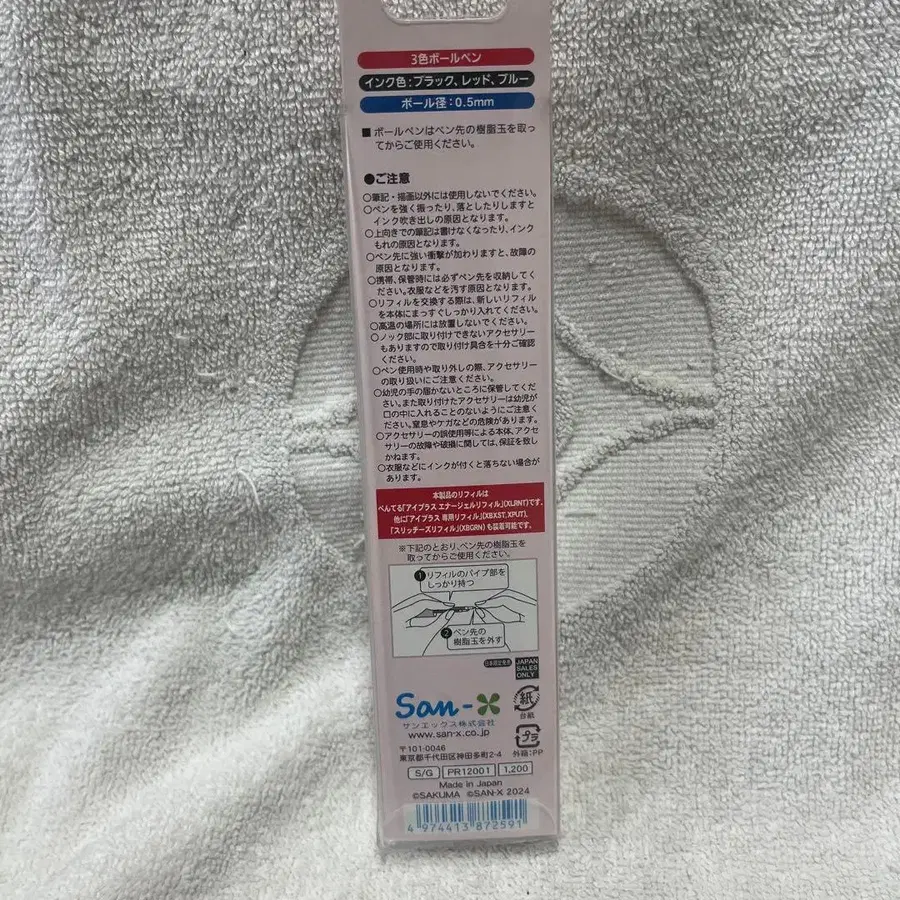 3色ボールペン
インク色:ブラック、レッド、ブルー
ボール径:0.5mm
■ ボールペンはペン先の樹脂玉を取っ
てからご使用ください。
●ご注意
○筆記・描画以外には使用しないでください。
○ペンを強く振ったり、落としたりしますと
インク吹き出しの原因となります。
○上向きでの筆記は書けなくなったり、インク
もれの原因となります。
○ペン先に強い衝撃が加わりますと、故障の
原因となります。
○携帯、保管時には必ずペン先を収納してく
ださい。衣服などを汚す原因となります。
○リフィルを交換する際は、新しいリフィル
を本体にまっすぐしっかり入れてください。
○高温の場所には放置しないでください。
○ノック部に取り付けできないアクセサリー
もありますので取り付け具合を十分ご確認
ください。
○ペン使用時や取り外しの際、アクセサリー
の取り扱いにご注意ください。
○幼児の手の届かないところに保管してくだ
さい。また取り付けたアクセサリーは幼児が
口の中に入れることのないようにご注意く
ださい。窒息やケガなどの危険があります。
○アクセサリーの誤使用等による本体、アクセ
サリーの故障や破損に関しては、保証を致し
かねます。
○衣服などにインクが付くと落ちない場合が
あります。
本製品のリフィルは
ぺんてる「アイプラス エナージェルリフィル」(XLRNT)です。
他に「アイプラス 専用リフィル」(XBXST、XPUT)、
「スリッチーズリフィル」(XBGRN)も装着可能です。
※下記のとおり、ペン先の樹脂玉を
取ってからご使用ください。
1 リフィルのパイプ部を
しっかり持つ
2 ペン先の
樹脂玉を外す
日本限定発売
JAPAN
SALES
ONLY
San-X
サンエックス株式会社
www.san-x.co.jp
紙
台紙
プラ
外箱:PP
〒101-0046
東京都千代田区神田多町2-4
S/G PR12001 1,200
Made in Japan
©SAKUMA ©SAN-X 2024
4 974413 872591